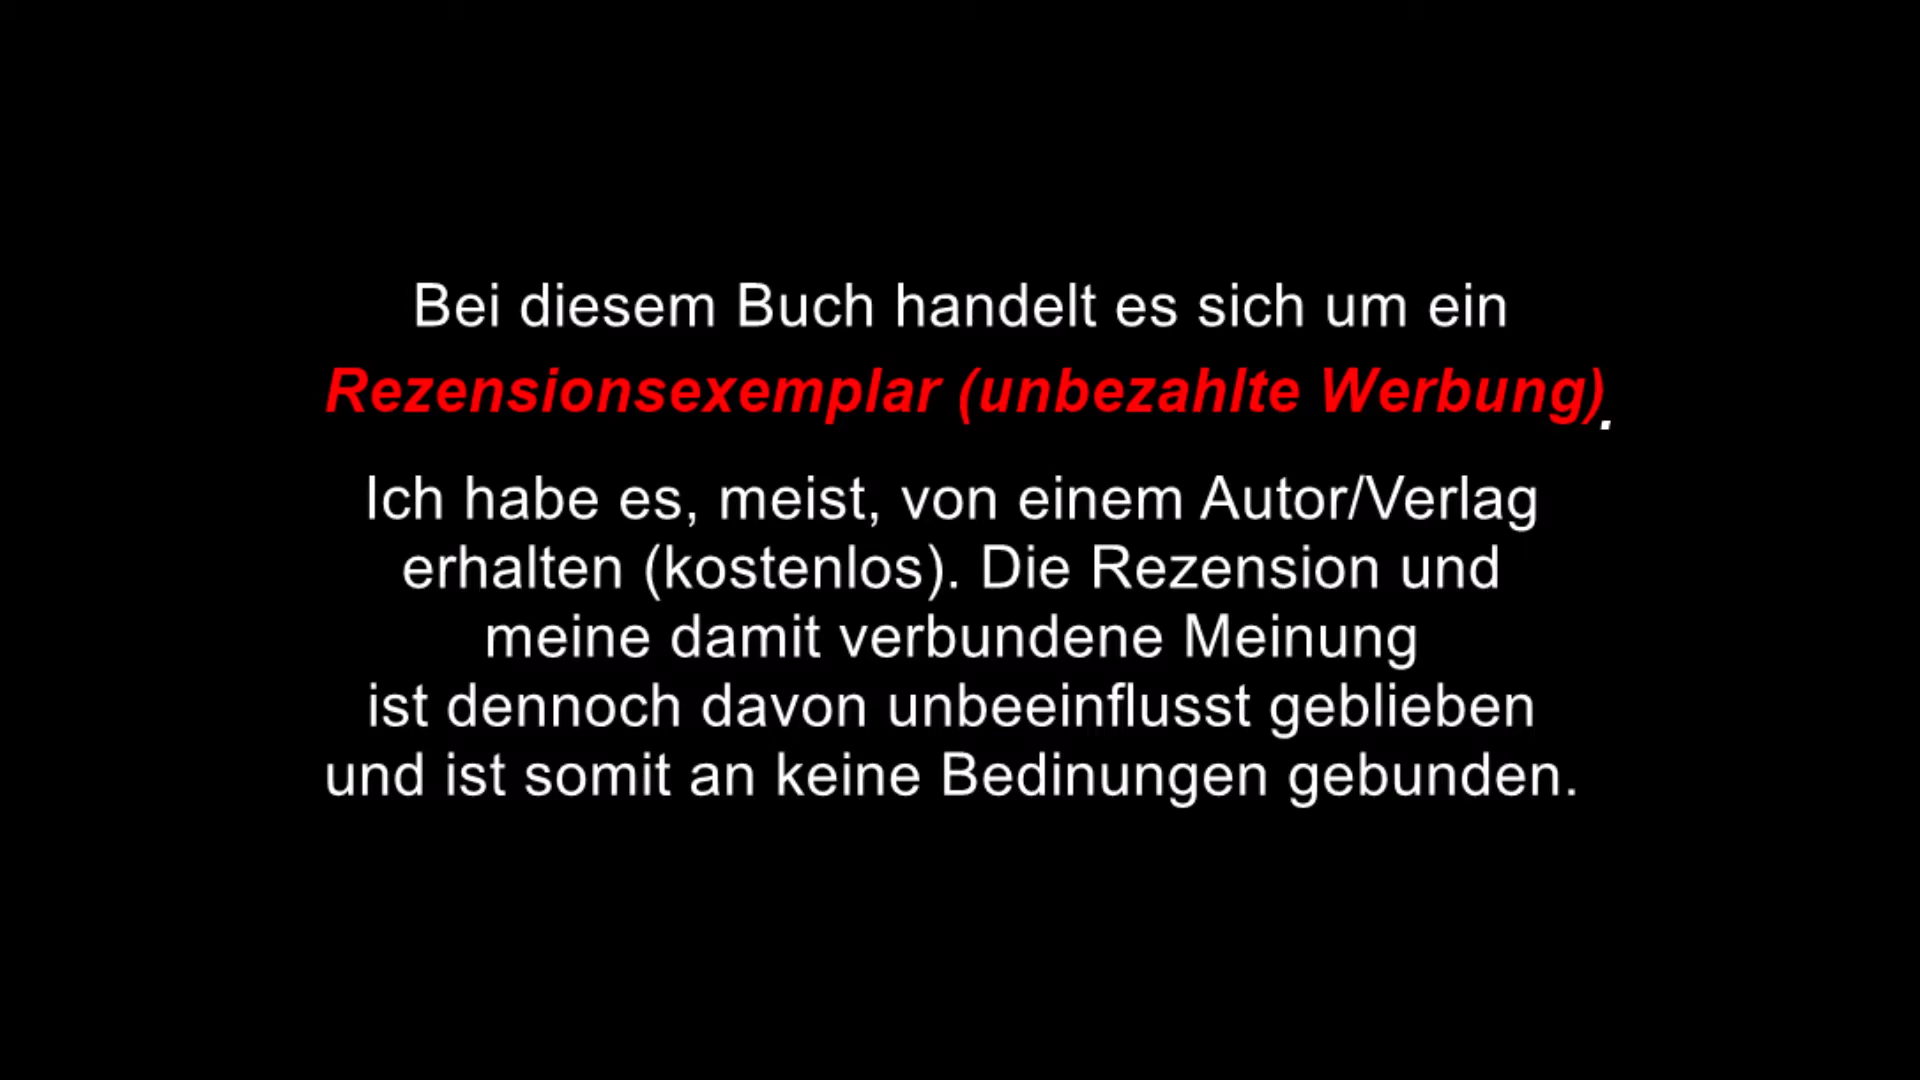 Bei diesem Buch handelt es sich um ein
Rezensionsexemplar (unbezahlte Werbung).
Ich habe es, meist, von einem Autor/Verlag
erhalten (kostenlos). Die Rezension und
meine damit verbundene Meinung
ist dennoch davon unbeeinflusst geblieben
und ist somit an keine Bedinungen gebunden.